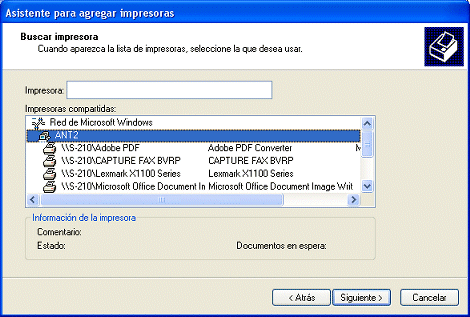 Asistente para agregar impresoras
Buscar impresora
Cuando aparezca la lista de impresoras, seleccione la que desea usar.
Impresora:
Impresoras compartidas:
Red de Microsoft Windows
ANT2
\\S-210\Adobe PDF Adobe PDF Converter M
\\S-210\CAPTURE FAX BVRP CAPTURE FAX BVRP
\\S-210\Lexmark X1100 Series Lexmark X1100 Series
\\S-210\Microsoft Office Document In Microsoft Office Document Image Writ
Información de la impresora
Comentario:
Estado: Documentos en espera:
< Atrás Siguiente > Cancelar